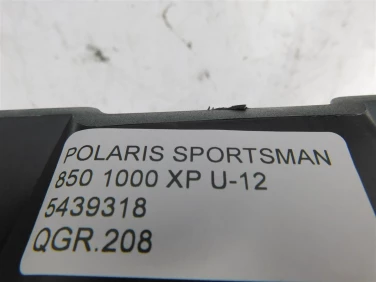 POLARIS SPORTSMAN
850 1000 XP U-12
5439318
QGR.208